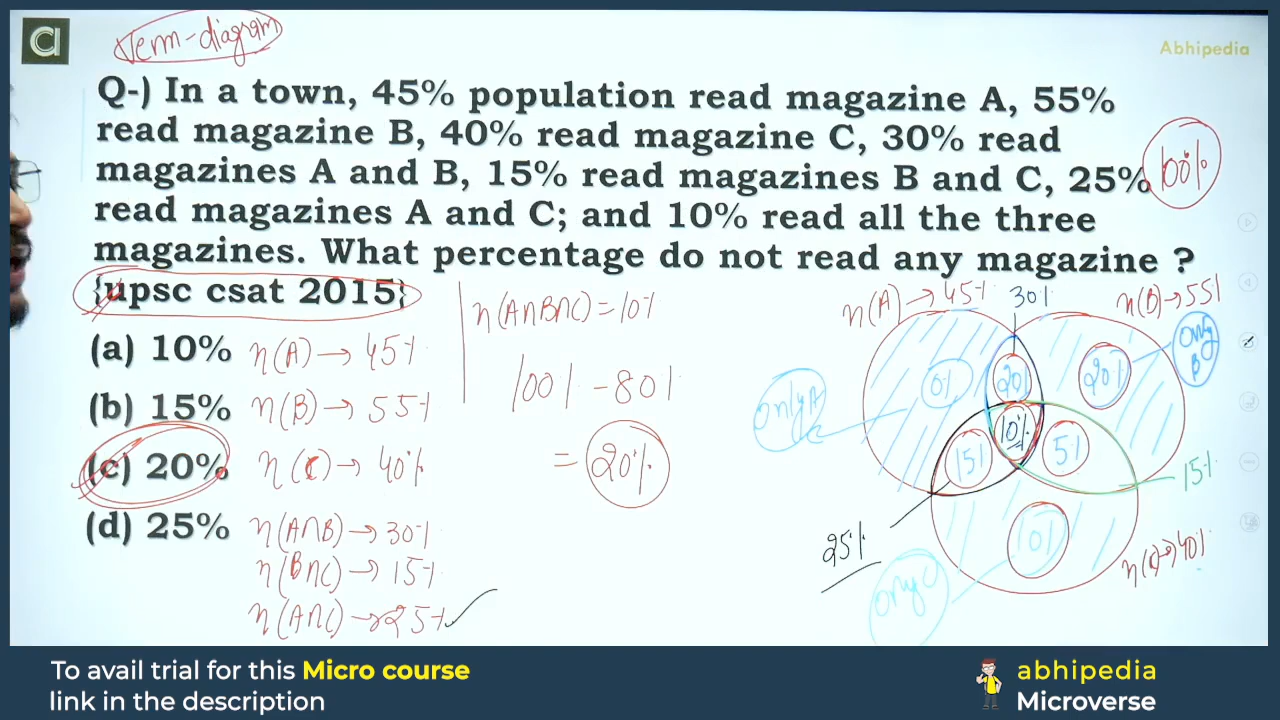 a
Venn-diagram
Abhipedia
Q-) In a town, 45% population read magazine A, 55%
read magazine B, 40% read magazine C, 30% read
magazines A and B, 15% read magazines B and C, 25%
read magazines A and C; and 10% read all the three
magazines. What percentage do not read any magazine ?
{upsc csat 2015}
100%
(a) 10%
(b) 15%
(c) 20%
(d) 25%
n(A) → 45%
n(B) → 55%
n(C) → 40%
n(A∩B) → 30%
n(B∩C) → 15%
n(A∩C) → 25%
n(A∩B∩C) = 10%
100% - 80%
= 20%
n(A) → 45%
30%
n(B) → 55%
only A
0%
20%
20%
only B
10%
15%
5%
15%
25%
10%
only C
n(C) → 40%
To avail trial for this Micro course
link in the description
abhipedia
Microverse